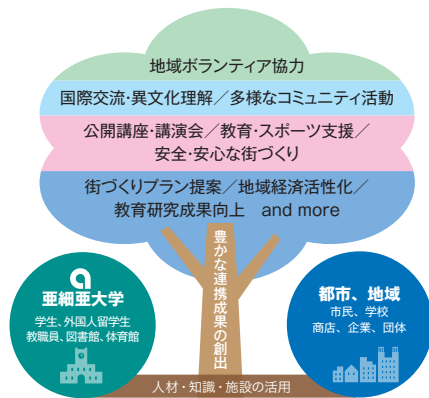 地域ボランティア協力
国際交流・異文化理解／多様なコミュニティ活動
公開講座・講演会／教育・スポーツ支援／
安全・安心な街づくり
街づくりプラン提案／地域経済活性化／
教育研究成果向上　and more
豊かな連携成果の創出
亜細亜大学
学生、外国人留学生
教職員、図書館、体育館
都市、地域
市民、学校
商店、企業、団体
人材・知識・施設の活用